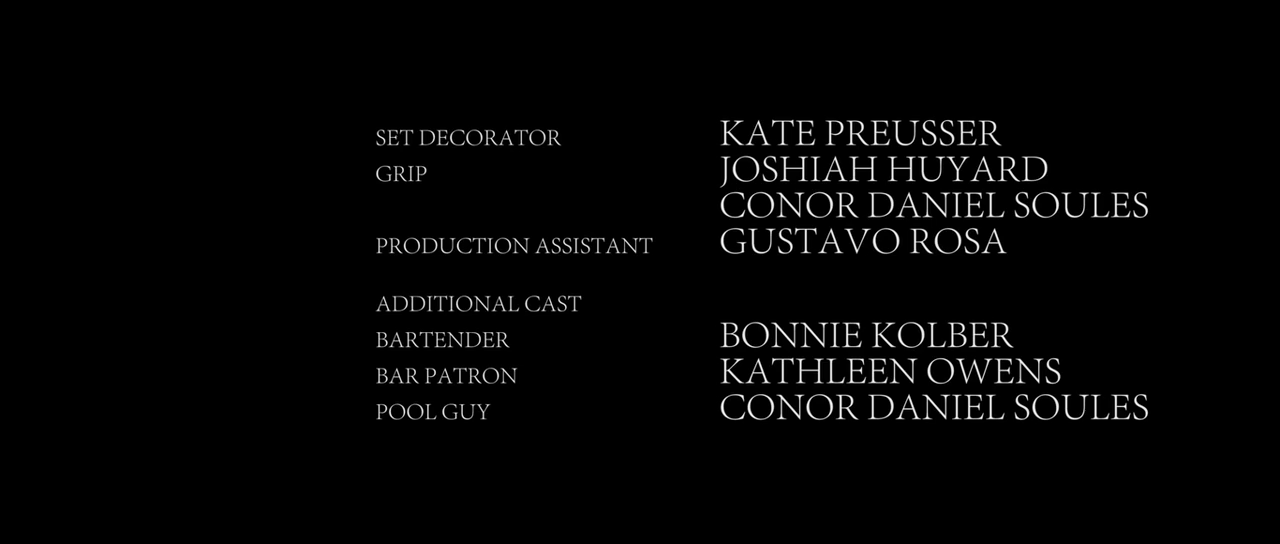 SET DECORATOR KATE PREUSSER
GRIP JOSHIAH HUYARD
CONOR DANIEL SOULES
PRODUCTION ASSISTANT GUSTAVO ROSA
ADDITIONAL CAST
BARTENDER BONNIE KOLBER
BAR PATRON KATHLEEN OWENS
POOL GUY CONOR DANIEL SOULES